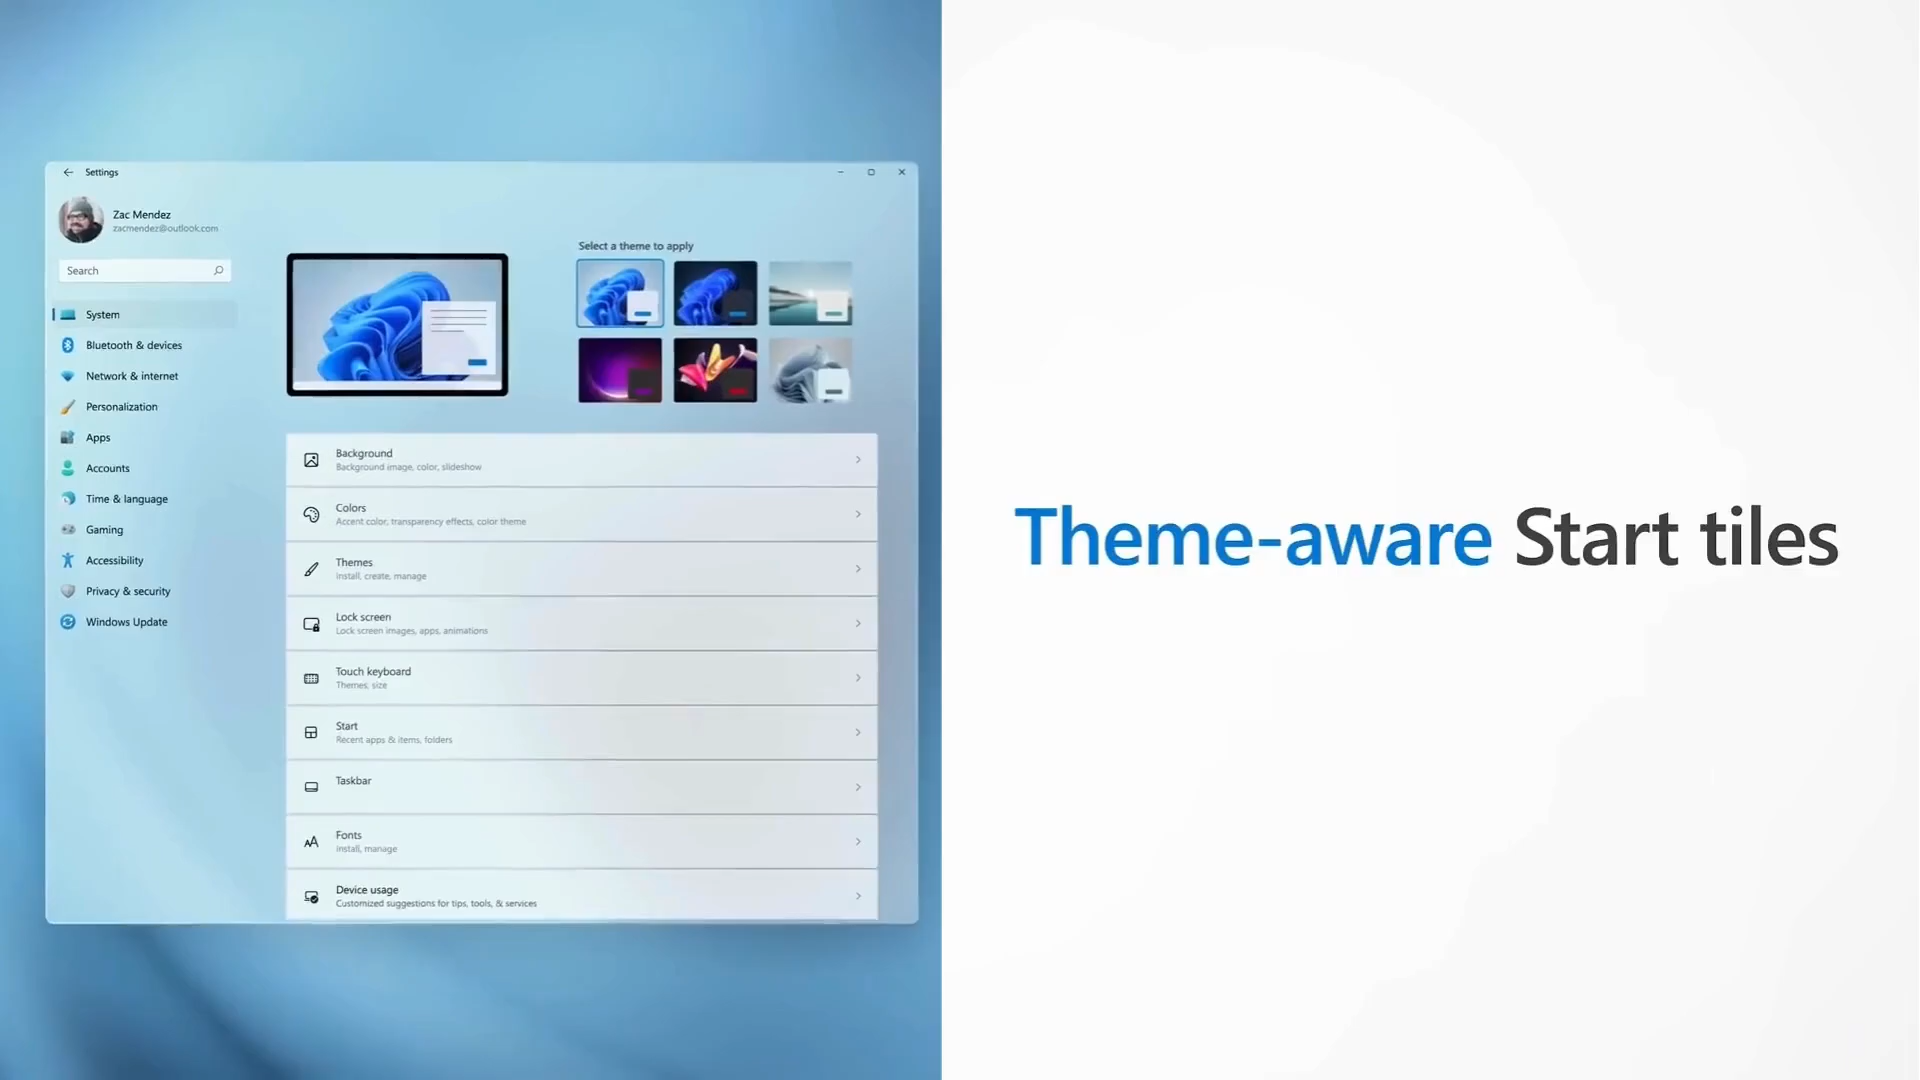 Settings
Zac Mendez
zacmendez@outlook.com
Search
System
Bluetooth & devices
Network & internet
Personalization
Apps
Accounts
Time & language
Gaming
Accessibility
Privacy & security
Windows Update
Select a theme to apply
Background
Background image, color, slideshow
Colors
Accent color, transparency effects, color theme
Themes
Install, create, manage
Lock screen
Lock screen images, apps, animations
Touch keyboard
Themes, size
Start
Recent apps & items, folders
Taskbar
Fonts
Install, manage
Device usage
Customized suggestions for tips, tools, & services
Theme-aware Start tiles